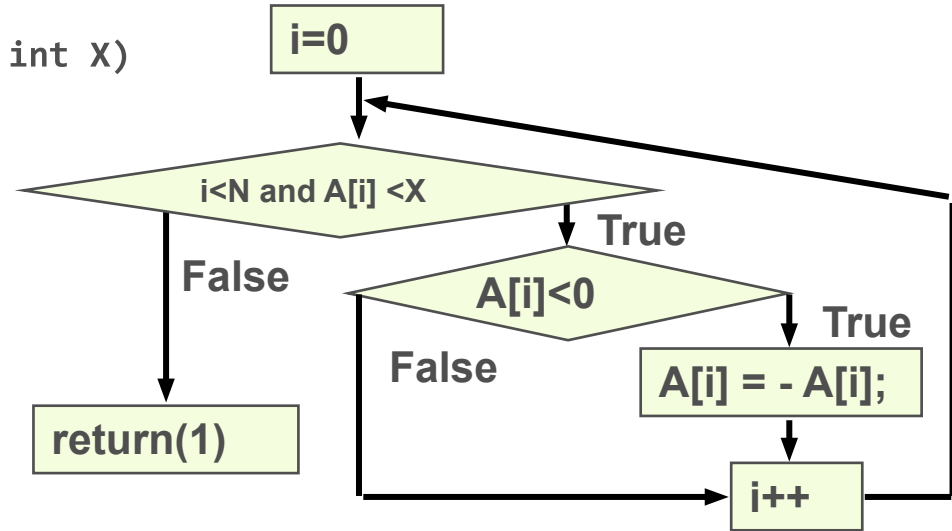 int X)
i=0
i<N and A[i] <X
True
False
A[i]<0
True
False
A[i] = - A[i];
return(1)
i++